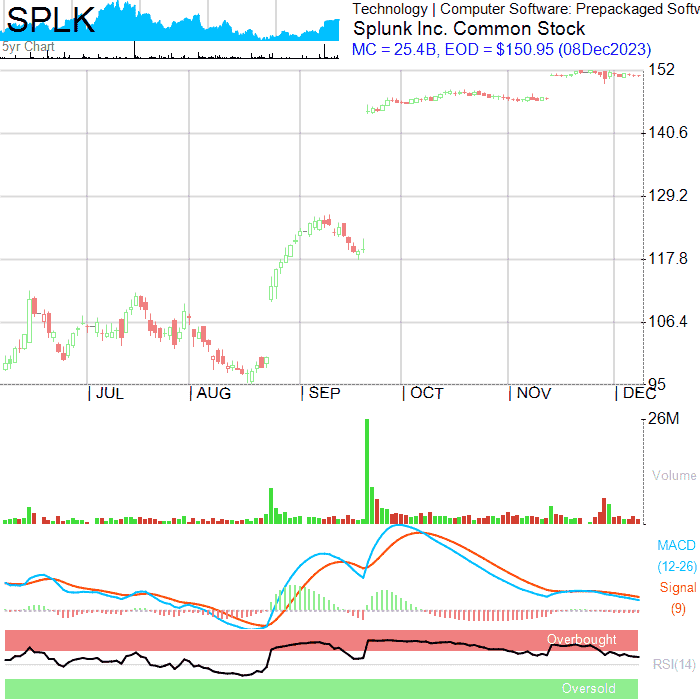 SPLK
5yr Chart
Technology | Computer Software: Prepackaged Softw
Splunk Inc. Common Stock
MC = 25.4B, EOD = $150.95 (08Dec2023)
152
140.6
129.2
117.8
106.4
95
| JUL | AUG | SEP | OCT | NOV | DEC
26M
Volume
MACD
(12-26)
Signal
(9)
Overbought
RSI(14)
Oversold